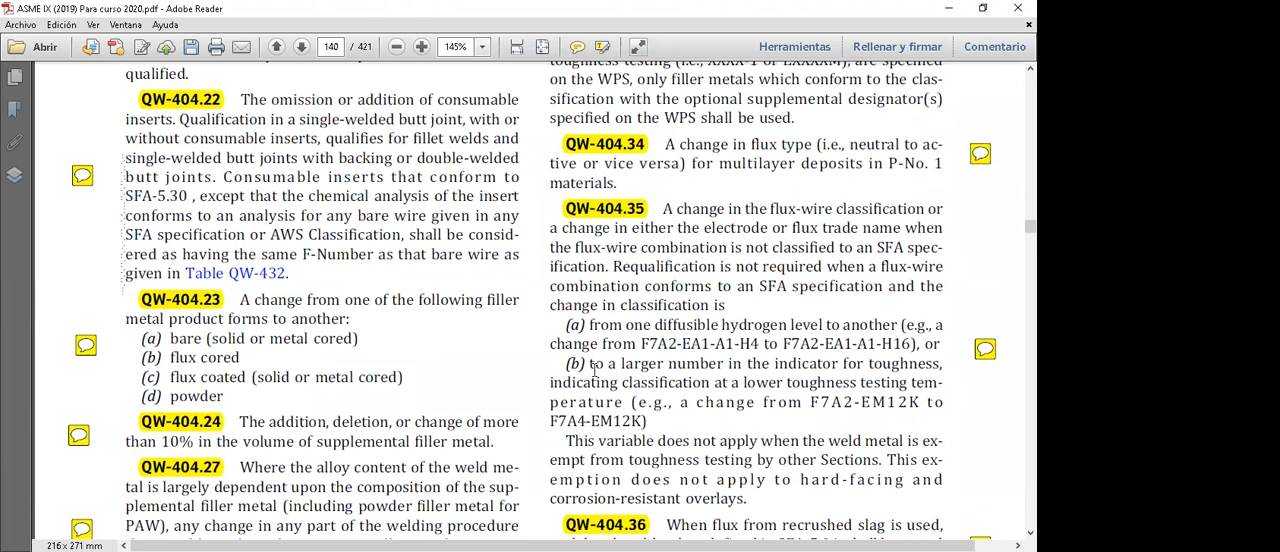 ASME IX (2019) Para curso 2020.pdf - Adobe Reader
Archivo Edición Ver Ventana Ayuda
Abrir 140 / 421 145% Herramientas Rellenar y firmar Comentario
qualified.
QW-404.22 The omission or addition of consumable
inserts. Qualification in a single-welded butt joint, with or
without consumable inserts, qualifies for fillet welds and
single-welded butt joints with backing or double-welded
butt joints. Consumable inserts that conform to
SFA-5.30 , except that the chemical analysis of the insert
conforms to an analysis for any bare wire given in any
SFA specification or AWS Classification, shall be consid-
ered as having the same F-Number as that bare wire as
given in Table QW-432.
QW-404.23 A change from one of the following filler
metal product forms to another:
(a) bare (solid or metal cored)
(b) flux cored
(c) flux coated (solid or metal cored)
(d) powder
QW-404.24 The addition, deletion, or change of more
than 10% in the volume of supplemental filler metal.
QW-404.27 Where the alloy content of the weld me-
tal is largely dependent upon the composition of the sup-
plemental filler metal (including powder filler metal for
PAW), any change in any part of the welding procedure
toughness testing (i.e., XXXX-1 or EXXXXM), are specified
on the WPS, only filler metals which conform to the clas-
sification with the optional supplemental designator(s)
specified on the WPS shall be used.
QW-404.34 A change in flux type (i.e., neutral to ac-
tive or vice versa) for multilayer deposits in P-No. 1
materials.
QW-404.35 A change in the flux-wire classification or
a change in either the electrode or flux trade name when
the flux-wire combination is not classified to an SFA spec-
ification. Requalification is not required when a flux-wire
combination conforms to an SFA specification and the
change in classification is
(a) from one diffusible hydrogen level to another (e.g., a
change from F7A2-EA1-A1-H4 to F7A2-EA1-A1-H16), or
(b) to a larger number in the indicator for toughness,
indicating classification at a lower toughness testing tem-
perature (e.g., a change from F7A2-EM12K to
F7A4-EM12K)
This variable does not apply when the weld metal is ex-
empt from toughness testing by other Sections. This ex-
emption does not apply to hard-facing and
corrosion-resistant overlays.
QW-404.36 When flux from recrushed slag is used,
216 x 271 mm